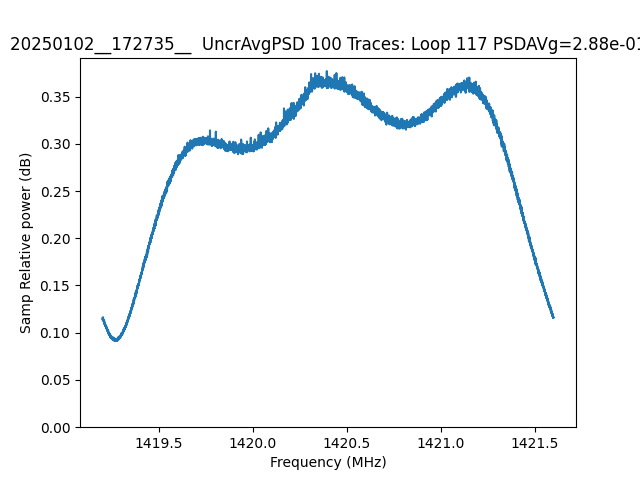 20250102__172735__ UncrAvgPSD 100 Traces: Loop 117 PSDAVg=2.88e-01
0.35
0.30
0.25
0.20
0.15
0.10
0.05
0.00
Samp Relative power (dB)
1419.5 1420.0 1420.5 1421.0 1421.5
Frequency (MHz)